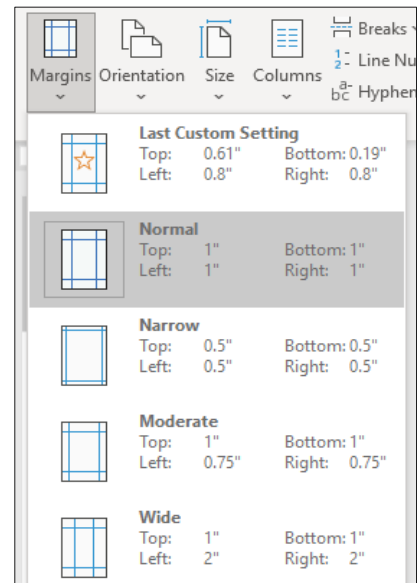 Margins Orientation Size Columns
Breaks
Line Nu
Hyphen
Last Custom Setting
Top: 0.61" Bottom: 0.19"
Left: 0.8" Right: 0.8"
Normal
Top: 1" Bottom: 1"
Left: 1" Right: 1"
Narrow
Top: 0.5" Bottom: 0.5"
Left: 0.5" Right: 0.5"
Moderate
Top: 1" Bottom: 1"
Left: 0.75" Right: 0.75"
Wide
Top: 1" Bottom: 1"
Left: 2" Right: 2"